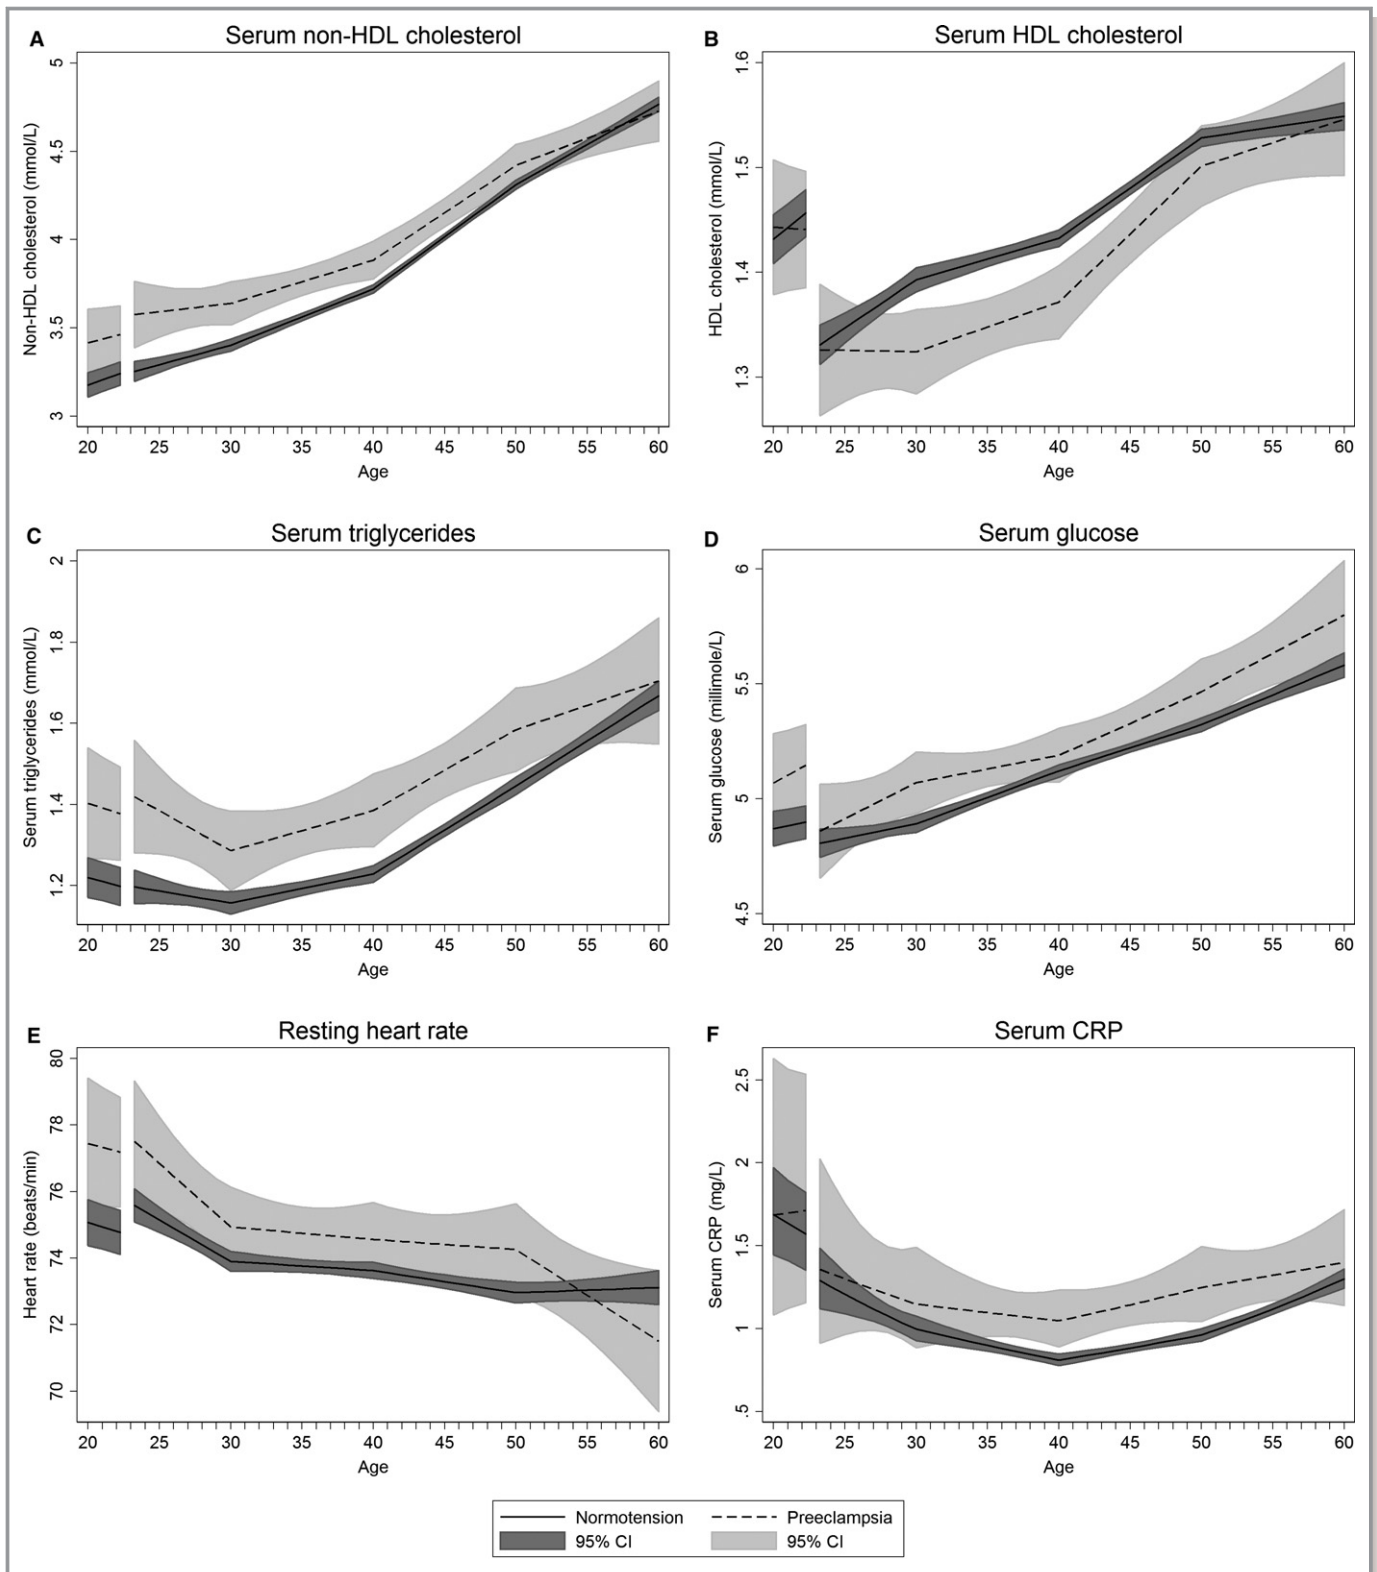 A Serum non-HDL cholesterol
Non-HDL cholesterol (mmol/L)
5
4.5
4
3.5
3
20 25 30 35 40 45 50 55 60
Age
B Serum HDL cholesterol
HDL cholesterol (mmol/L)
1.6
1.5
1.4
1.3
20 25 30 35 40 45 50 55 60
Age
C Serum triglycerides
Serum triglycerides (mmol/L)
2
1.8
1.6
1.4
1.2
20 25 30 35 40 45 50 55 60
Age
D Serum glucose
Serum glucose (millimole/L)
6
5.5
5
4.5
20 25 30 35 40 45 50 55 60
Age
E Resting heart rate
Heart rate (beats/min)
80
78
76
74
72
70
20 25 30 35 40 45 50 55 60
Age
F Serum CRP
Serum CRP (mg/L)
2.5
2
1.5
1
.5
20 25 30 35 40 45 50 55 60
Age
Normotension Preeclampsia
95% CI 95% CI